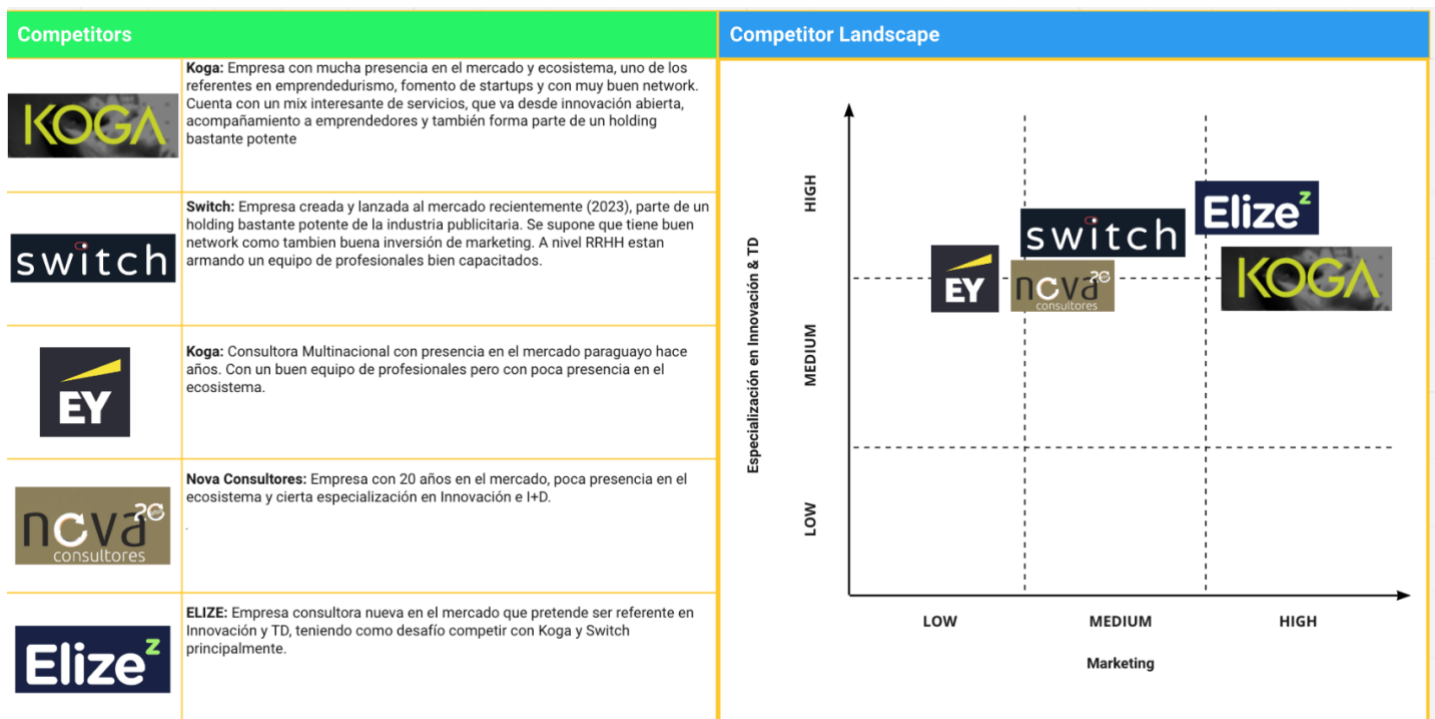 Competitors
KOGA
Koga: Empresa con mucha presencia en el mercado y ecosistema, uno de los
referentes en emprendedurismo, fomento de startups y con muy buen network.
Cuenta con un mix interesante de servicios, que va desde innovación abierta,
acompañamiento a emprendedores y también forma parte de un holding
bastante potente
switch
Switch: Empresa creada y lanzada al mercado recientemente (2023), parte de un
holding bastante potente de la industria publicitaria. Se supone que tiene buen
network como tambien buena inversión de marketing. A nivel RRHH estan
armando un equipo de profesionales bien capacitados.
EY
Koga: Consultora Multinacional con presencia en el mercado paraguayo hace
años. Con un buen equipo de profesionales pero con poca presencia en el
ecosistema.
nova 20
consultores
Nova Consultores: Empresa con 20 años en el mercado, poca presencia en el
ecosistema y cierta especialización en Innovación e I+D.
.
Elize z
ELIZE: Empresa consultora nueva en el mercado que pretende ser referente en
Innovación y TD, teniendo como desafío competir con Koga y Switch
principalmente.
Competitor Landscape
Especialización en Innovación & TD
HIGH
MEDIUM
LOW
Elize z
switch
EY
nova 20
consultores
KOGA
LOW
MEDIUM
HIGH
Marketing